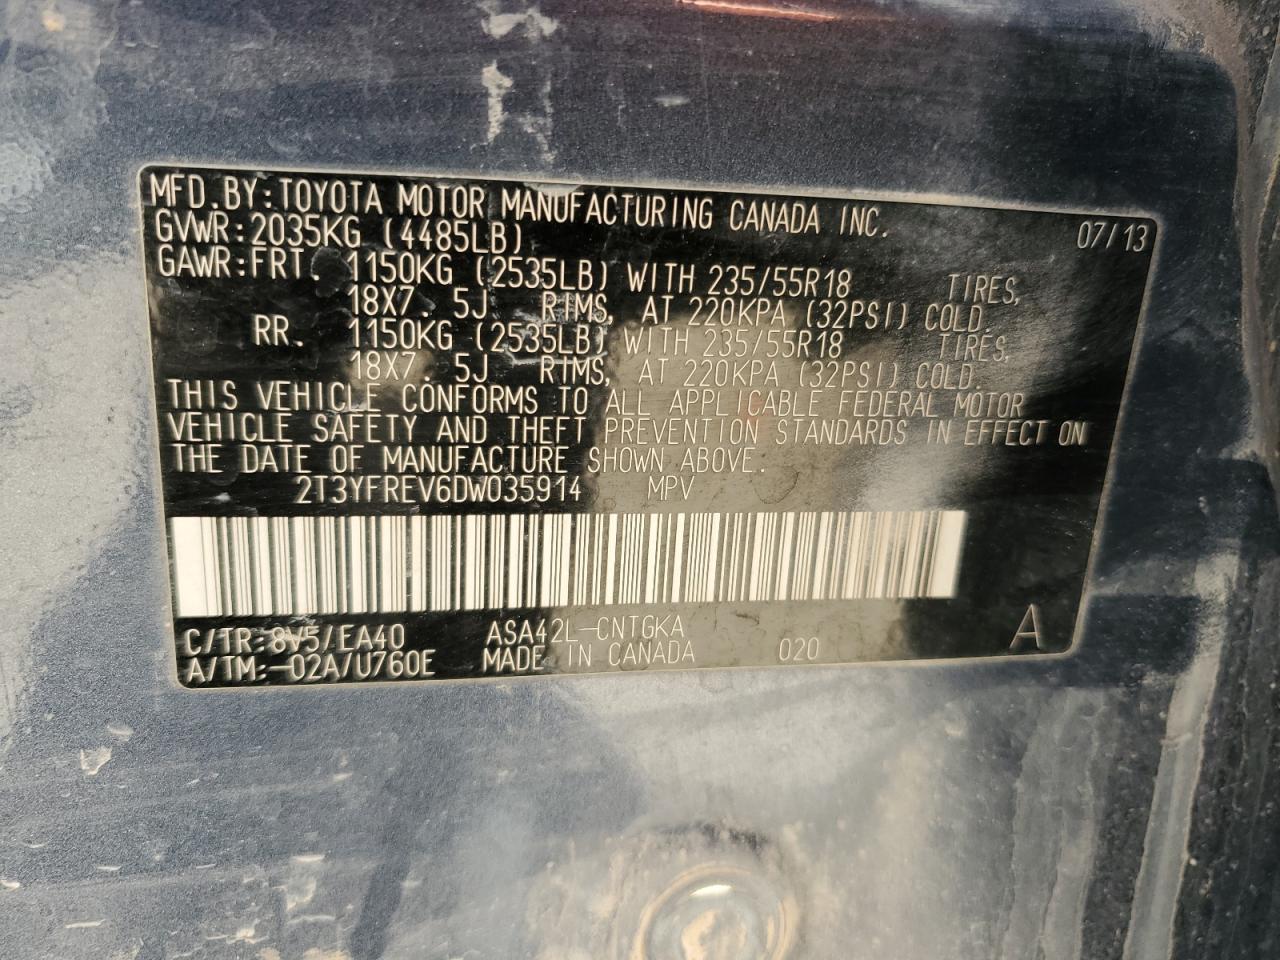 MFD.BY:TOYOTA MOTOR MANUFACTURING CANADA INC. 07/13
GVWR:2035KG (4485LB)
GAWR:FRT. 1150KG (2535LB) WITH 235/55R18 TIRES,
18X7. 5J RIMS, AT 220KPA (32PSI) COLD.
RR. 1150KG (2535LB) WITH 235/55R18 TIRES,
18X7. 5J RIMS, AT 220KPA (32PSI) COLD.
THIS VEHICLE CONFORMS TO ALL APPLICABLE FEDERAL MOTOR
VEHICLE SAFETY AND THEFT PREVENTION STANDARDS IN EFFECT ON
THE DATE OF MANUFACTURE SHOWN ABOVE.
2T3YFREV6DW035914 MPV
C/TR:8V5/EA40 ASA42L-CNTGKA
A/TM:-02A/U760E MADE IN CANADA 020 A